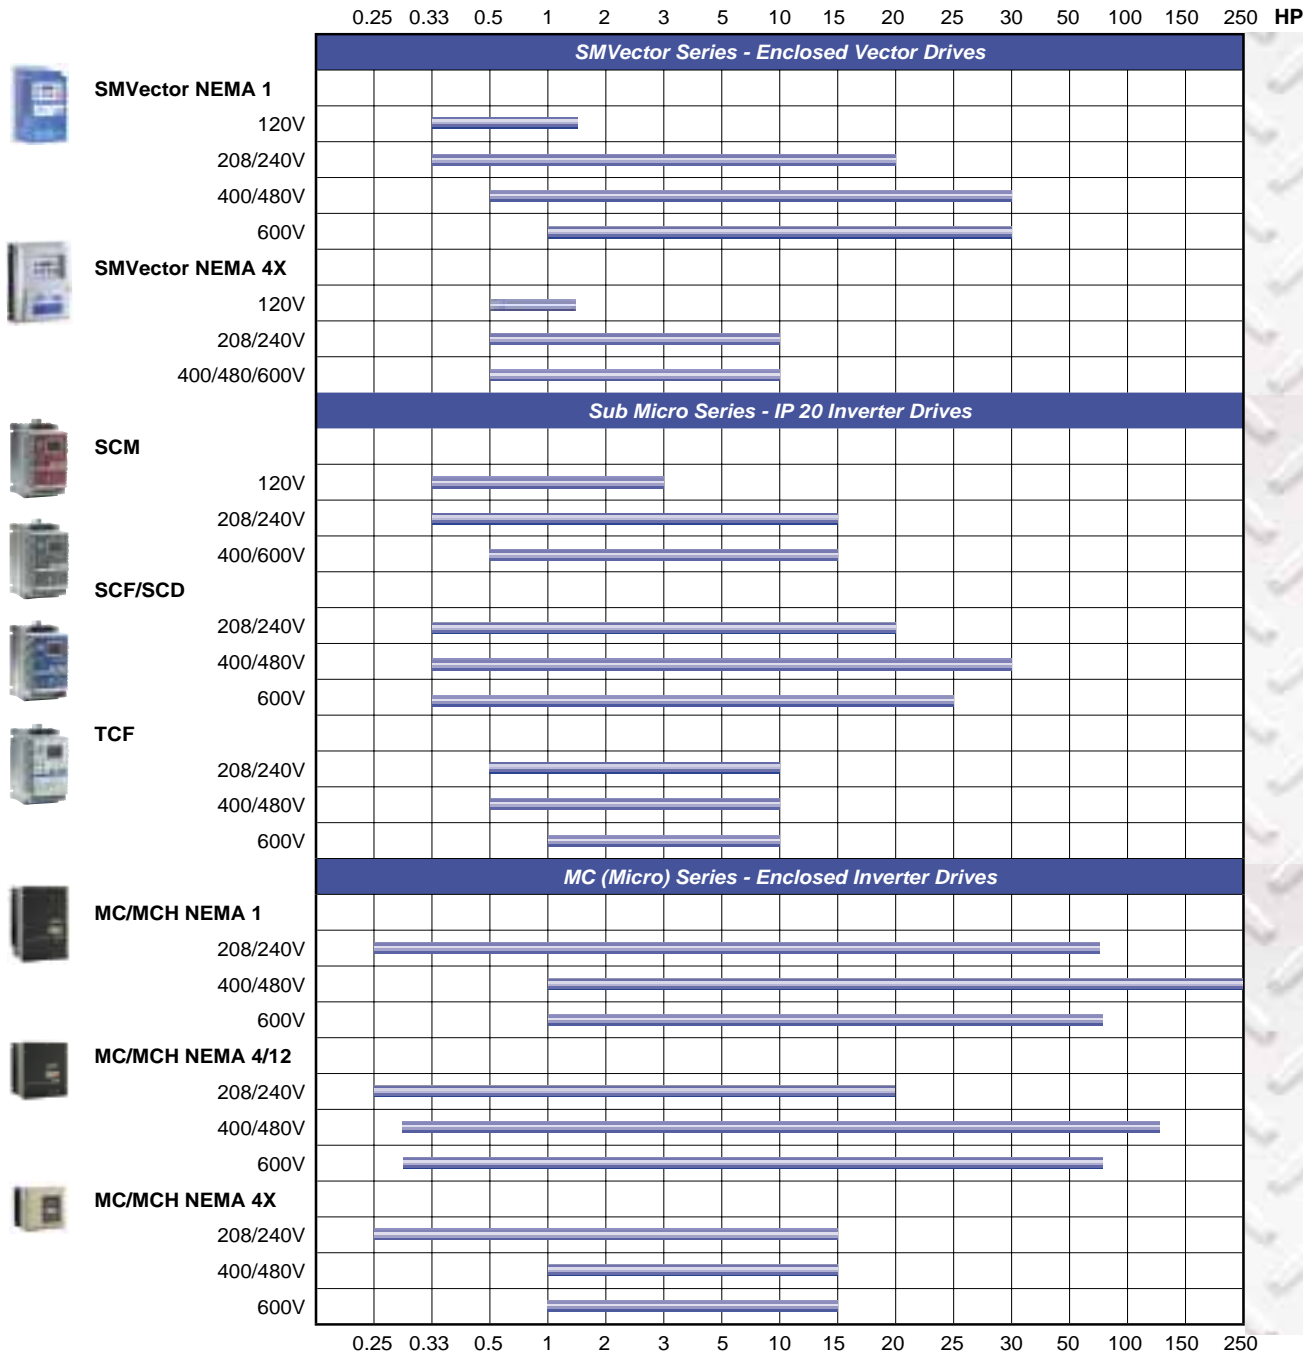 0.25 0.33 0.5 1 2 3 5 10 15 20 25 30 50 100 150 250 HP
SMVector Series - Enclosed Vector Drives
SMVector NEMA 1
120V
208/240V
400/480V
600V
SMVector NEMA 4X
120V
208/240V
400/480/600V
Sub Micro Series - IP 20 Inverter Drives
SCM
120V
208/240V
400/600V
SCF/SCD
208/240V
400/480V
600V
TCF
208/240V
400/480V
600V
MC (Micro) Series - Enclosed Inverter Drives
MC/MCH NEMA 1
208/240V
400/480V
600V
MC/MCH NEMA 4/12
208/240V
400/480V
600V
MC/MCH NEMA 4X
208/240V
400/480V
600V
0.25 0.33 0.5 1 2 3 5 10 15 20 25 30 50 100 150 250